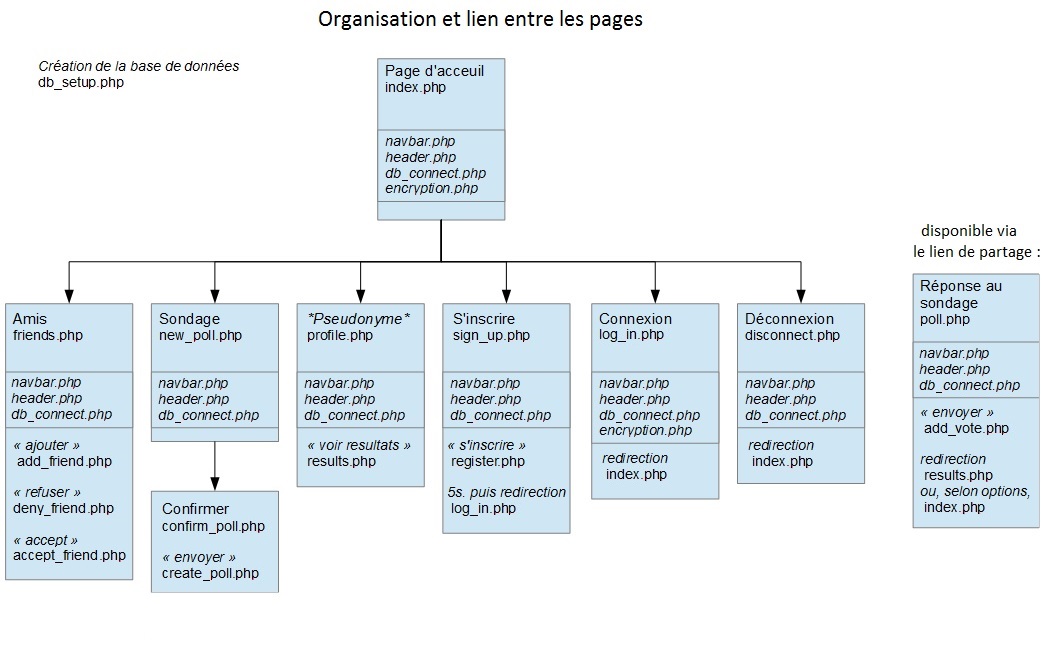 Organisation et lien entre les pages
Création de la base de données
db_setup.php
Page d'acceuil
index.php
navbar.php
header.php
db_connect.php
encryption.php
Amis
friends.php
navbar.php
header.php
db_connect.php
« ajouter »
add_friend.php
« refuser »
deny_friend.php
« accept »
accept_friend.php
Sondage
new_poll.php
navbar.php
header.php
db_connect.php
Confirmer
confirm_poll.php
« envoyer »
create_poll.php
*Pseudonyme*
profile.php
navbar.php
header.php
db_connect.php
« voir resultats »
results.php
S'inscrire
sign_up.php
navbar.php
header.php
db_connect.php
« s'inscrire »
register.php
5s. puis redirection
log_in.php
Connexion
log_in.php
navbar.php
header.php
db_connect.php
encryption.php
redirection
index.php
Déconnexion
disconnect.php
navbar.php
header.php
db_connect.php
redirection
index.php
disponible via
le lien de partage :
Réponse au
sondage
poll.php
navbar.php
header.php
db_connect.php
« envoyer »
add_vote.php
redirection
results.php
ou, selon options,
index.php